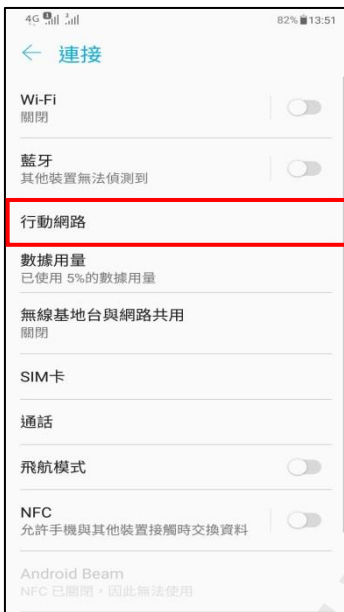 4G 82% 13:51
← 連接
Wi-Fi
關閉
藍牙
其他裝置無法偵測到
行動網路
數據用量
已使用 5%的數據用量
無線基地台與網路共用
關閉
SIM卡
通話
飛航模式
NFC
允許手機與其他裝置接觸時交換資料
Android Beam
NFC 已關閉，因此無法使用